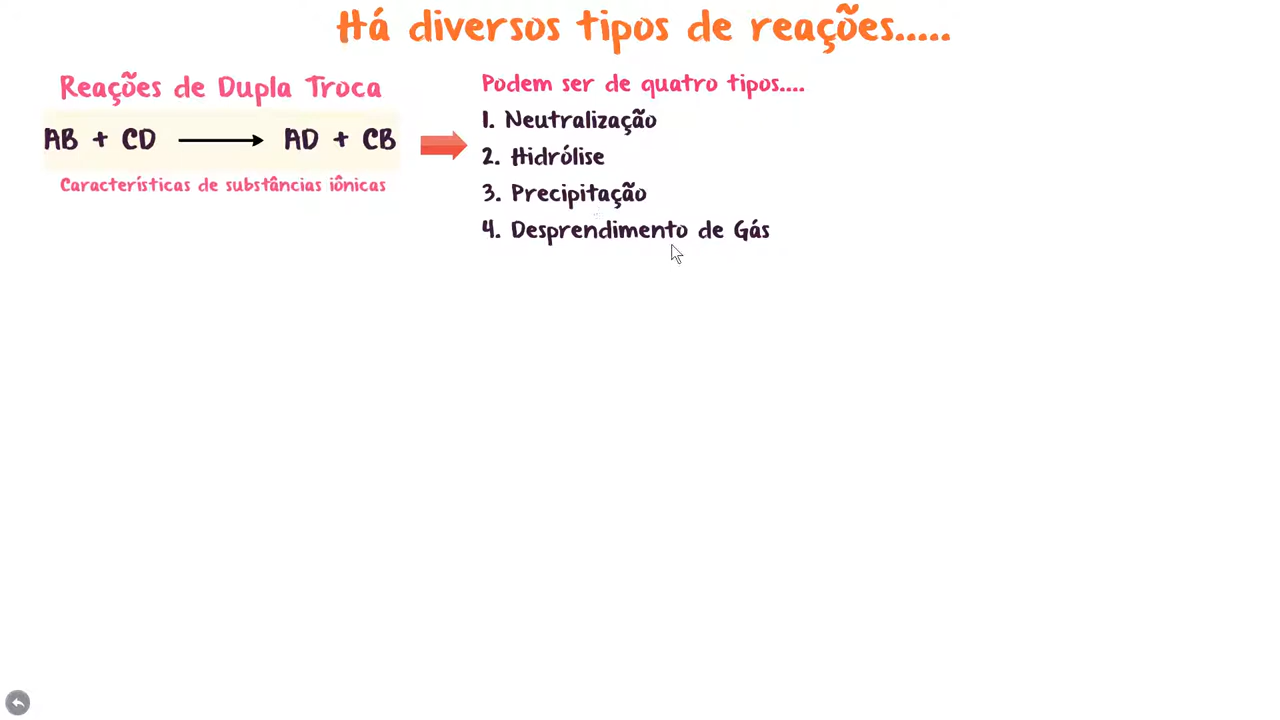 Há diversos tipos de reações.....
Reações de Dupla Troca
AB + CD → AD + CB
Características de substâncias iônicas
Podem ser de quatro tipos....
1. Neutralização
2. Hidrólise
3. Precipitação
4. Desprendimento de Gás